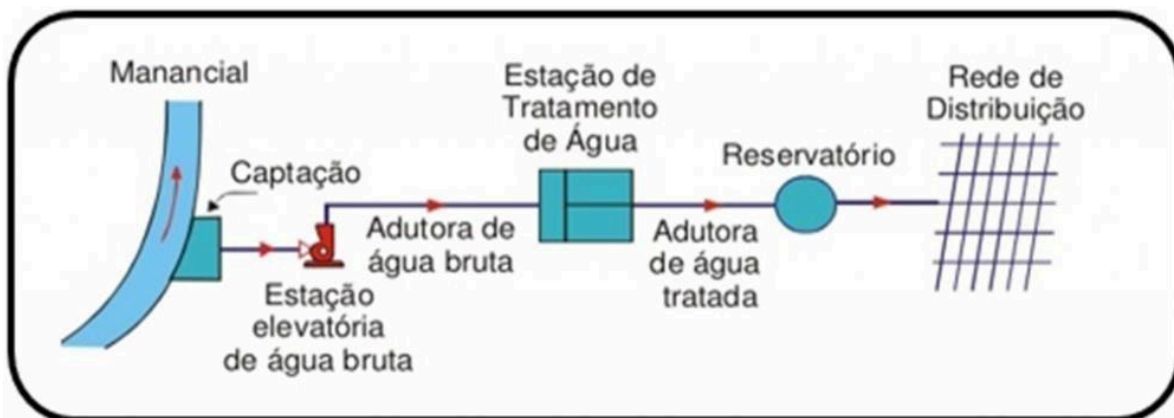 Manancial
Captação
Estação
elevatória
de água bruta
Adutora de
água bruta
Estação de
Tratamento
de Água
Adutora
de água
tratada
Reservatório
Rede de
Distribuição